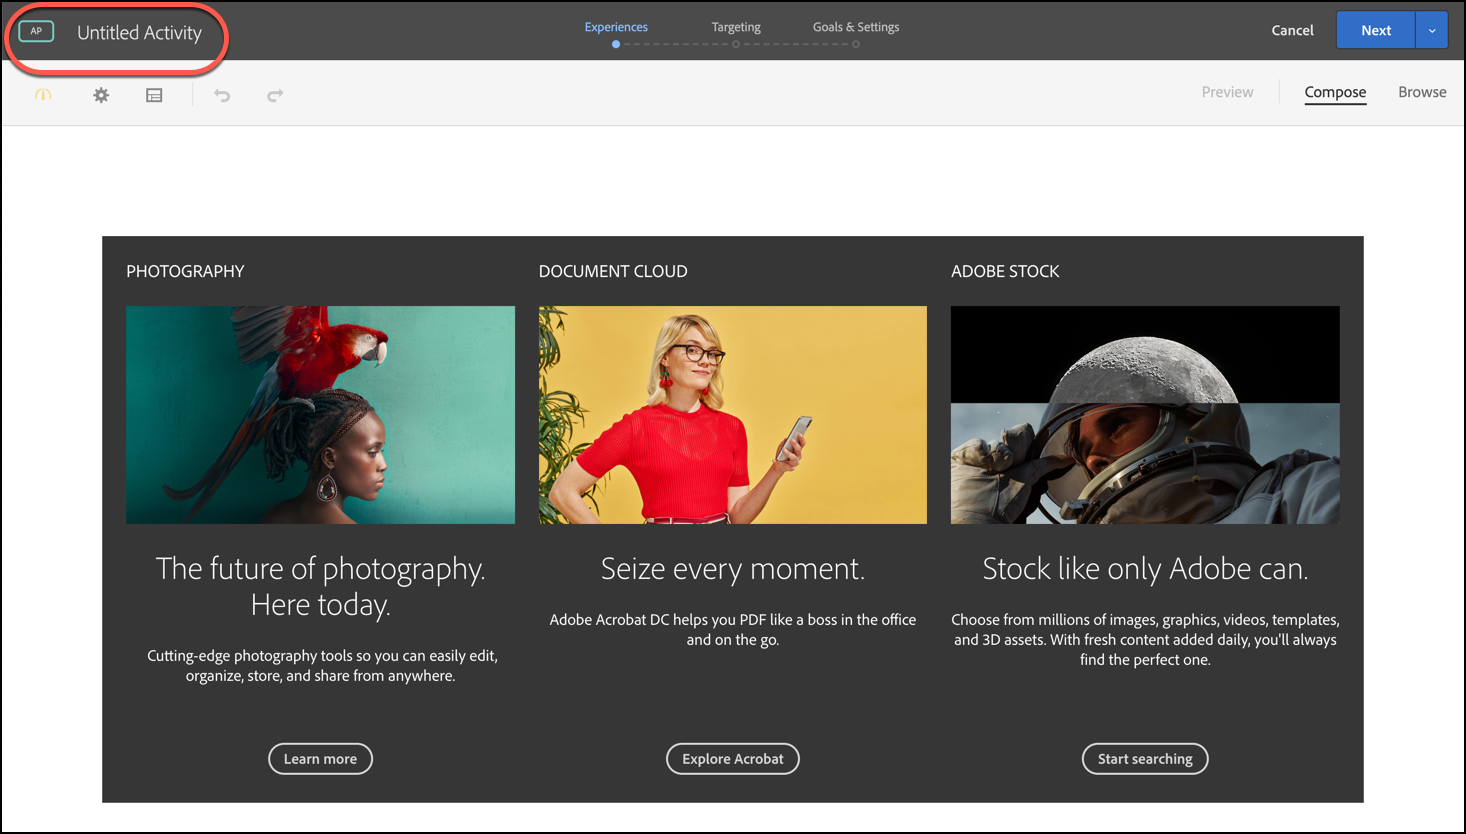 AP
Untitled Activity
Experiences
Targeting
Goals & Settings
Cancel
Next
Preview
Compose
Browse
PHOTOGRAPHY
The future of photography.
Here today.
Cutting-edge photography tools so you can easily edit,
organize, store, and share from anywhere.
Learn more
DOCUMENT CLOUD
Seize every moment.
Adobe Acrobat DC helps you PDF like a boss in the office
and on the go.
Explore Acrobat
ADOBE STOCK
Stock like only Adobe can.
Choose from millions of images, graphics, videos, templates,
and 3D assets. With fresh content added daily, you'll always
find the perfect one.
Start searching